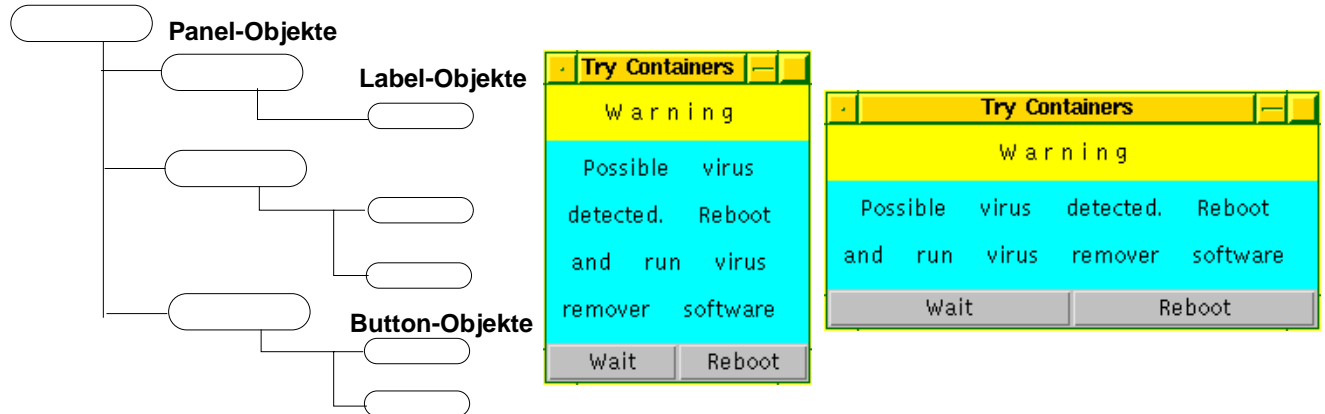 Panel-Objekte
Label-Objekte
Button-Objekte
Try Containers
Warning
Possible virus
detected. Reboot
and run virus
remover software
Wait Reboot
Try Containers
Warning
Possible virus detected. Reboot
and run virus remover software
Wait Reboot